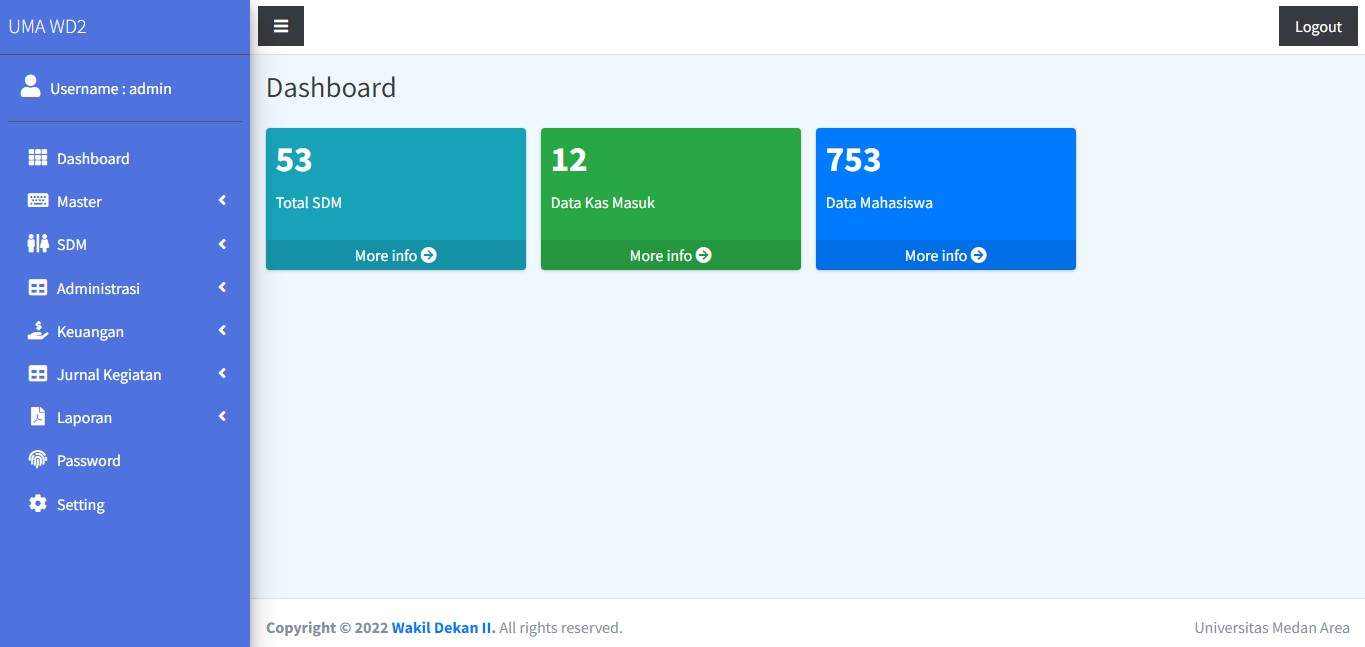 UMA WD2
Logout
Username : admin
Dashboard
Master
SDM
Administrasi
Keuangan
Jurnal Kegiatan
Laporan
Password
Setting
Dashboard
53
Total SDM
More info
12
Data Kas Masuk
More info
753
Data Mahasiswa
More info
Copyright © 2022 Wakil Dekan II. All rights reserved.
Universitas Medan Area